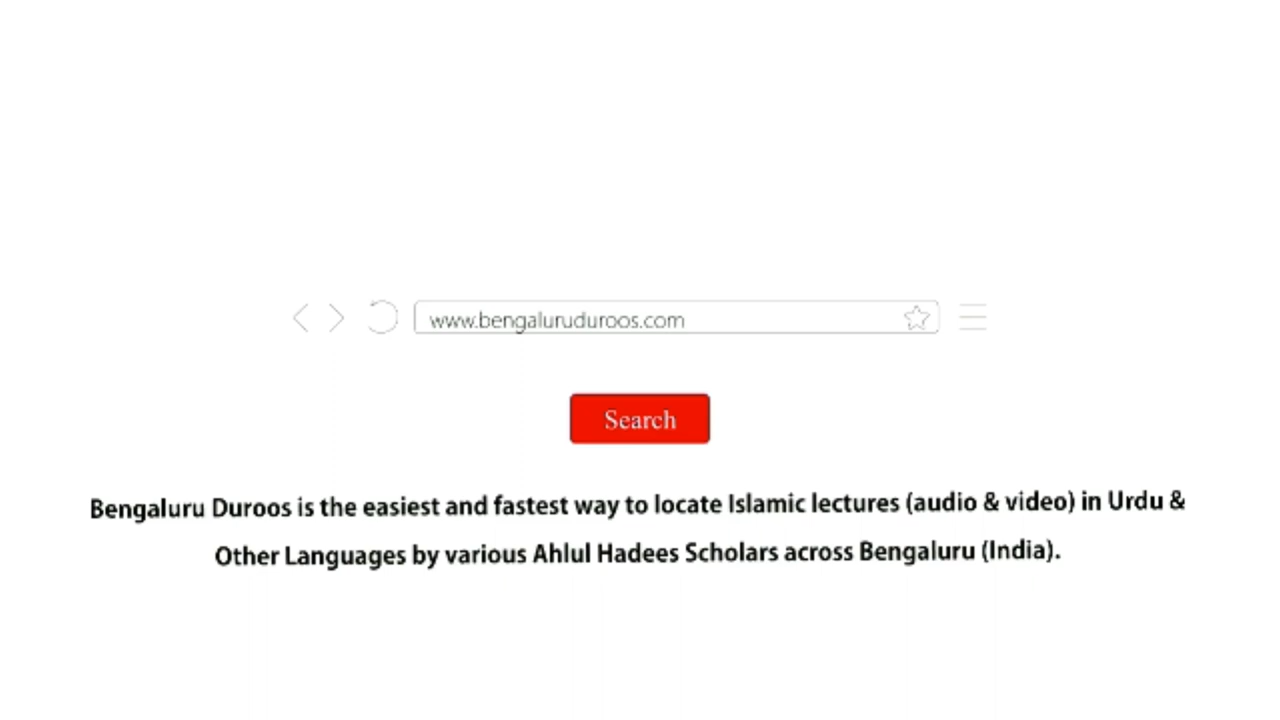 www.bengaluruduroos.com
Search
Bengaluru Duroos is the easiest and fastest way to locate Islamic lectures (audio & video) in Urdu &
Other Languages by various Ahlul Hadees Scholars across Bengaluru (India).